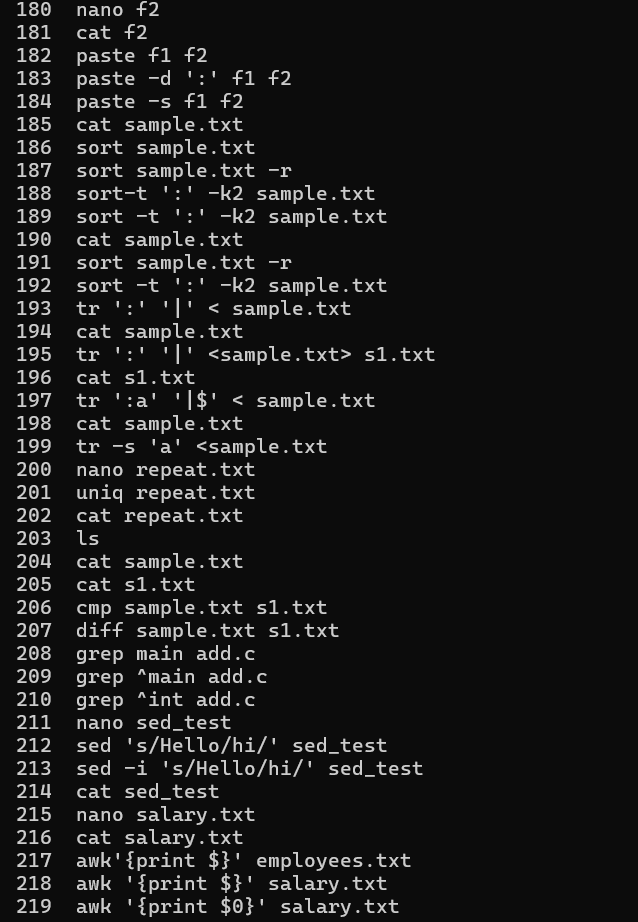 180 nano f2
181 cat f2
182 paste f1 f2
183 paste -d ':' f1 f2
184 paste -s f1 f2
185 cat sample.txt
186 sort sample.txt
187 sort sample.txt -r
188 sort-t ':' -k2 sample.txt
189 sort -t ':' -k2 sample.txt
190 cat sample.txt
191 sort sample.txt -r
192 sort -t ':' -k2 sample.txt
193 tr ':' '|' < sample.txt
194 cat sample.txt
195 tr ':' '|' <sample.txt> s1.txt
196 cat s1.txt
197 tr ':a' '|$' < sample.txt
198 cat sample.txt
199 tr -s 'a' <sample.txt
200 nano repeat.txt
201 uniq repeat.txt
202 cat repeat.txt
203 ls
204 cat sample.txt
205 cat s1.txt
206 cmp sample.txt s1.txt
207 diff sample.txt s1.txt
208 grep main add.c
209 grep ^main add.c
210 grep ^int add.c
211 nano sed_test
212 sed 's/Hello/hi/' sed_test
213 sed -i 's/Hello/hi/' sed_test
214 cat sed_test
215 nano salary.txt
216 cat salary.txt
217 awk'{print $}' employees.txt
218 awk '{print $}' salary.txt
219 awk '{print $0}' salary.txt